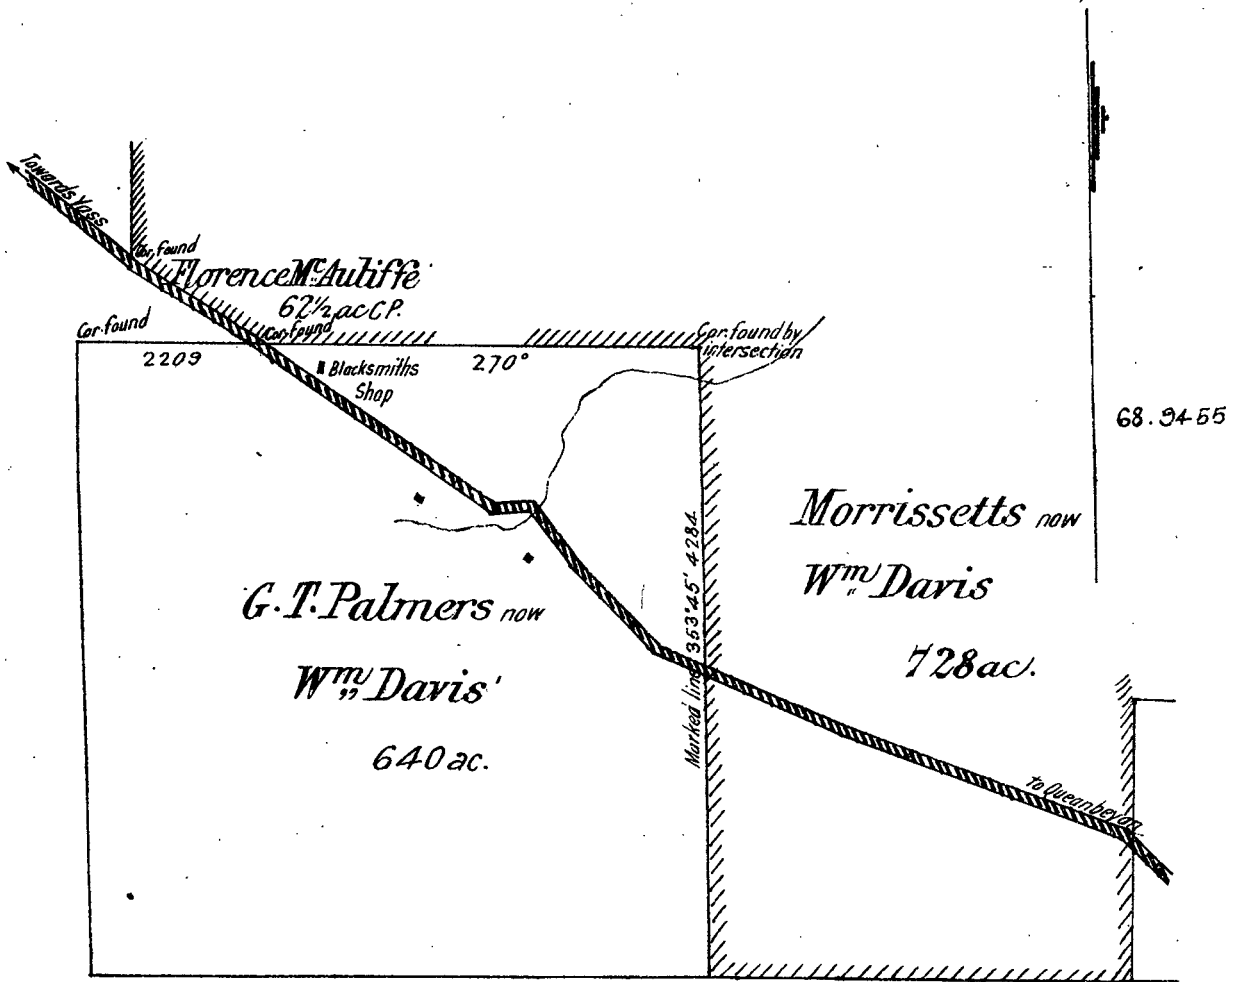 Towards Yass
Cor. found
Florence McAuliffe
62½ ac C.P.
Cor. found
Cor. found
Cor. found by
intersection
2209
270°
Blacksmiths
Shop
68.9455
Morrissetts now
Wm Davis
728 ac.
G. T. Palmers now
Wm Davis'
640 ac.
Marked line 353°45' 4284
to Queanbeyan